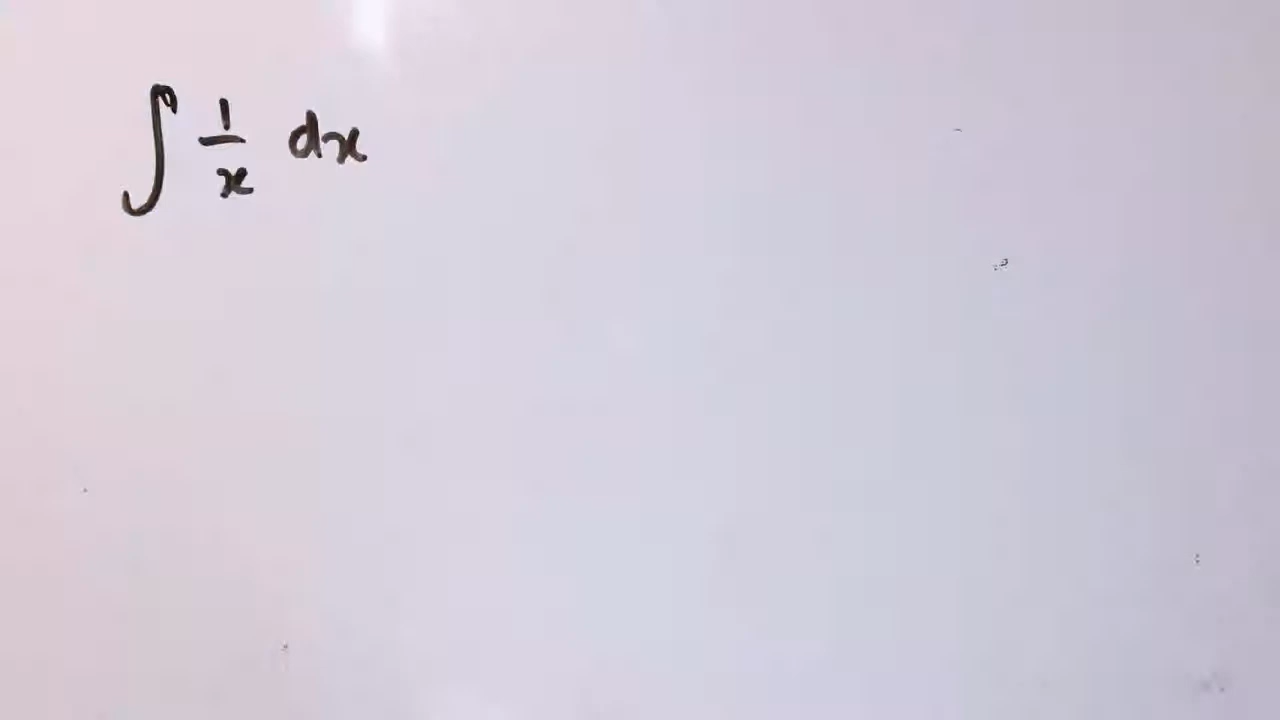 ∫ 1/x dx